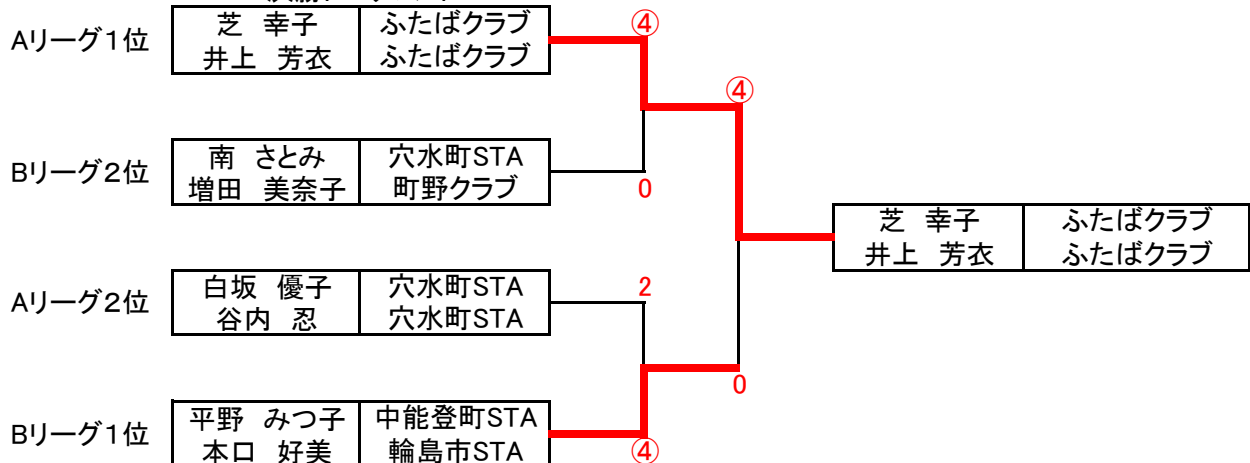 Aリーグ1位
芝　幸子 ふたばクラブ
井上　芳衣 ふたばクラブ
④
④
Bリーグ2位
南　さとみ 穴水町STA
増田　美奈子 町野クラブ
0
芝　幸子 ふたばクラブ
井上　芳衣 ふたばクラブ
Aリーグ2位
白坂　優子 穴水町STA
谷内　忍 穴水町STA
2
0
Bリーグ1位
平野　みつ子 中能登町STA
本口　好美 輪島市STA
④